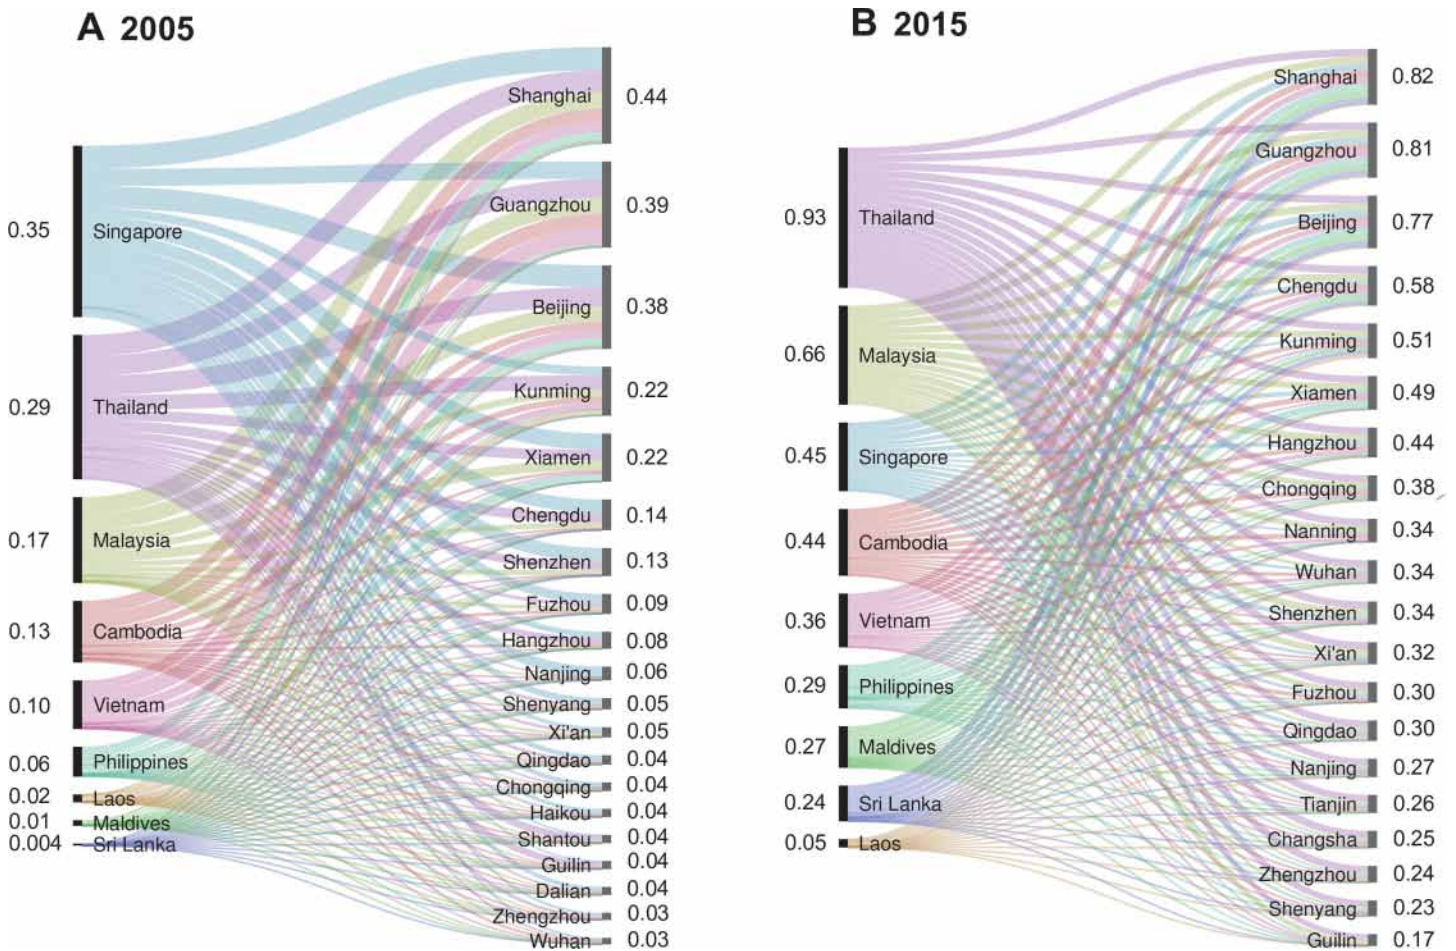 A 2005
0.35 Singapore
0.29 Thailand
0.17 Malaysia
0.13 Cambodia
0.10 Vietnam
0.06 Philippines
0.02 Laos
0.01 Maldives
0.004 Sri Lanka
Shanghai 0.44
Guangzhou 0.39
Beijing 0.38
Kunming 0.22
Xiamen 0.22
Chengdu 0.14
Shenzhen 0.13
Fuzhou 0.09
Hangzhou 0.08
Nanjing 0.06
Shenyang 0.05
Xi'an 0.05
Qingdao 0.04
Chongqing 0.04
Haikou 0.04
Shantou 0.04
Guilin 0.04
Dalian 0.04
Zhengzhou 0.03
Wuhan 0.03
B 2015
0.93 Thailand
0.66 Malaysia
0.45 Singapore
0.44 Cambodia
0.36 Vietnam
0.29 Philippines
0.27 Maldives
0.24 Sri Lanka
0.05 Laos
Shanghai 0.82
Guangzhou 0.81
Beijing 0.77
Chengdu 0.58
Kunming 0.51
Xiamen 0.49
Hangzhou 0.44
Chongqing 0.38
Nanning 0.34
Wuhan 0.34
Shenzhen 0.34
Xi'an 0.32
Fuzhou 0.30
Qingdao 0.30
Nanjing 0.27
Tianjin 0.26
Changsha 0.25
Zhengzhou 0.24
Shenyang 0.23
Guilin 0.17